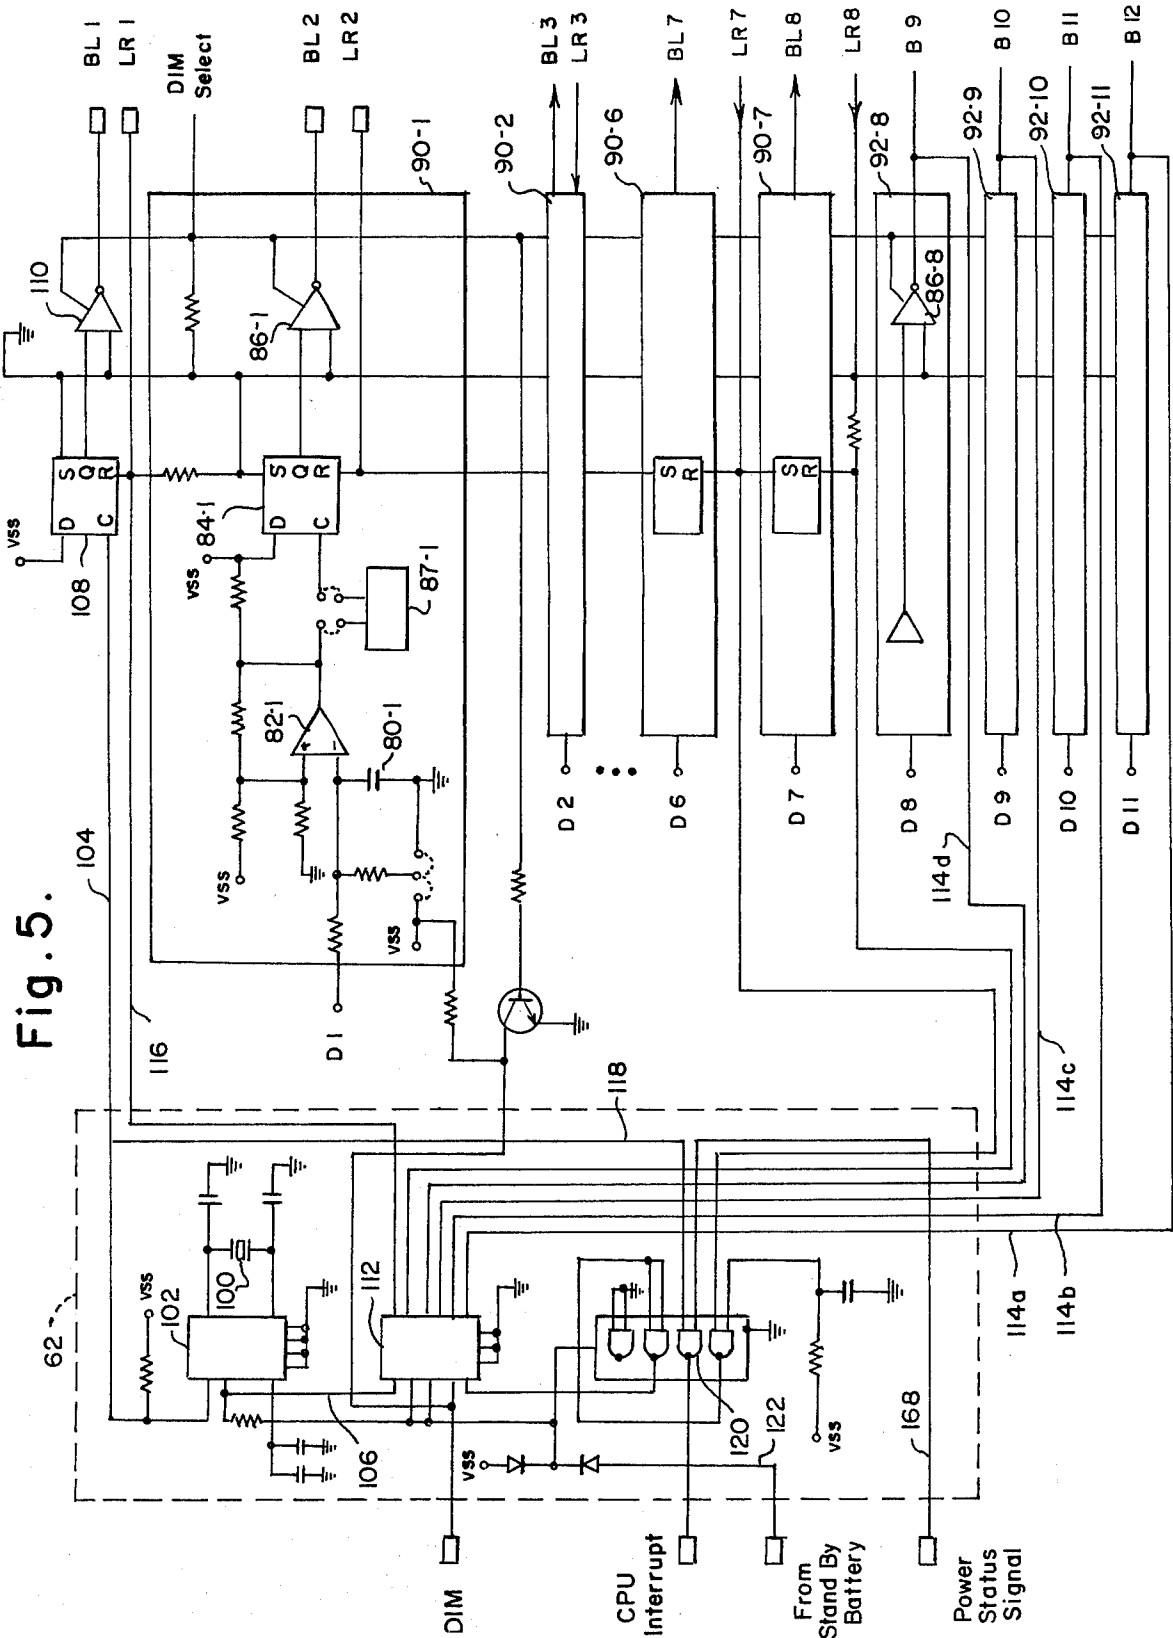 Fig. 5.
BL 1
LR 1
DIM
Select
BL 2
LR 2
BL 3
LR 3
BL 7
LR 7
BL 8
LR 8
B 9
B 10
B 11
B 12
110
90-1
90-2
90-6
90-7
92-8
92-9
92-10
92-11
86-1
86-8
S
Q
R
D
C
108
vss
S
Q
R
D
C
84-1
vss
87-1
S
R
S
R
82-1
+
−
80-1
vss
vss
104
116
D 1
D 2
D 6
D 7
D 8
D 9
D 10
D 11
118
114d
114c
114b
114a
62
vss
102
100
112
106
vss
120
122
vss
168
DIM
CPU
Interrupt
From
Stand By
Battery
Power
Status
Signal